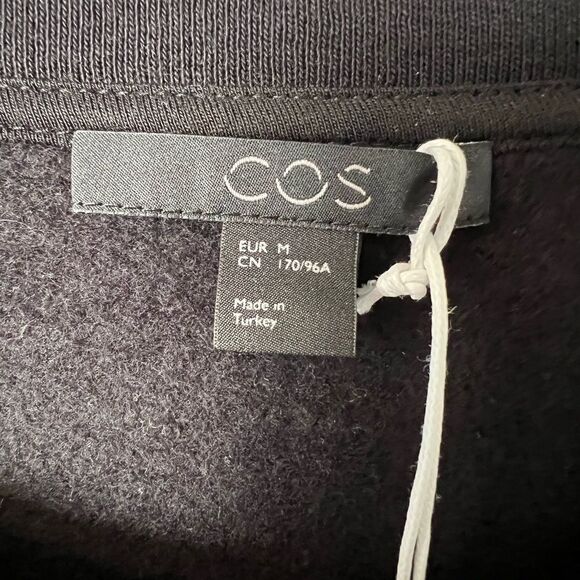 COS
EUR M
CN 170/96A
Made in
Turkey